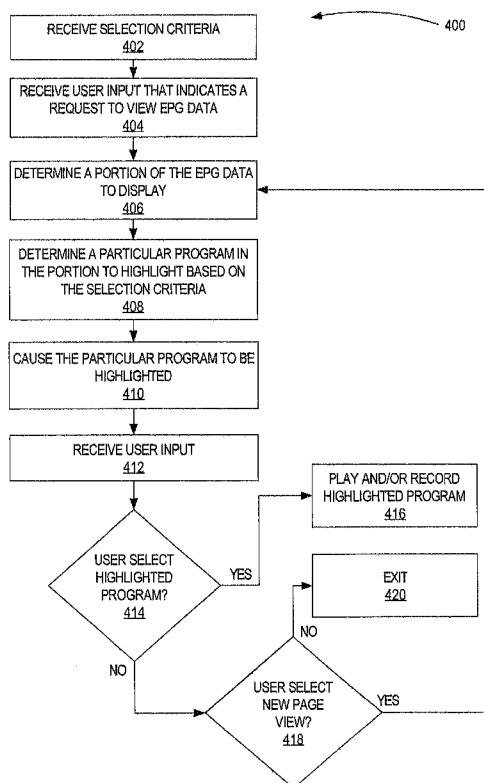 RECEIVE SELECTION CRITERIA
402
400
RECEIVE USER INPUT THAT INDICATES A
REQUEST TO VIEW EPG DATA
404
DETERMINE A PORTION OF THE EPG DATA
TO DISPLAY
406
DETERMINE A PARTICULAR PROGRAM IN
THE PORTION TO HIGHLIGHT BASED ON
THE SELECTION CRITERIA
408
CAUSE THE PARTICULAR PROGRAM TO BE
HIGHLIGHTED
410
RECEIVE USER INPUT
412
PLAY AND/OR RECORD
HIGHLIGHTED PROGRAM
416
USER SELECT
HIGHLIGHTED
PROGRAM?
414
YES
EXIT
420
NO
NO
USER SELECT
NEW PAGE
VIEW?
418
YES